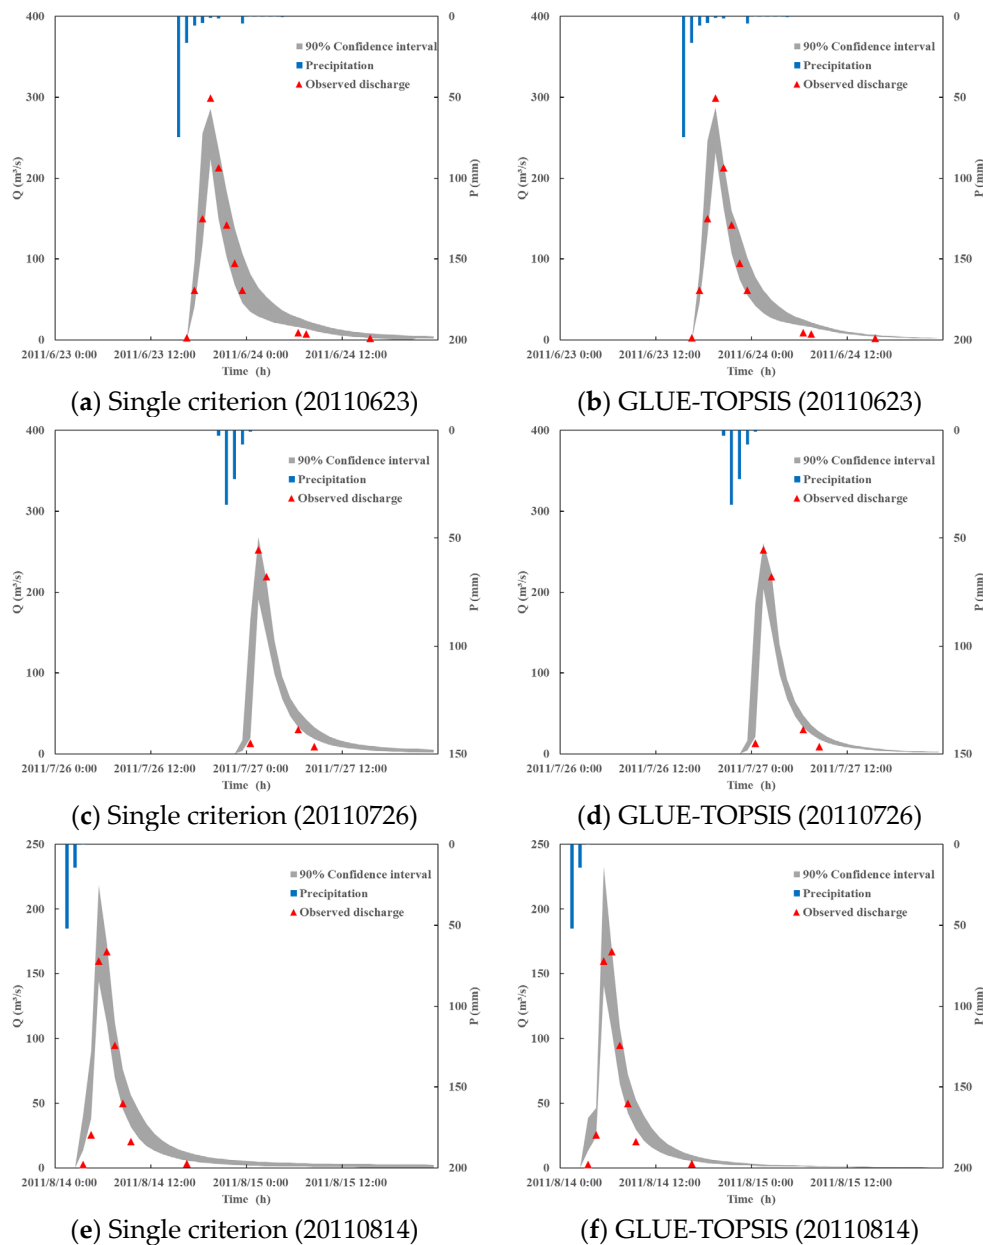 400
300
200
100
0
Q (m³/s)
0
50
100
150
200
P (mm)
90% Confidence interval
Precipitation
Observed discharge
2011/6/23 0:00 2011/6/23 12:00 2011/6/24 0:00 2011/6/24 12:00
Time (h)
(a) Single criterion (20110623)
400
300
200
100
0
Q (m³/s)
0
50
100
150
200
P (mm)
90% Confidence interval
Precipitation
Observed discharge
2011/6/23 0:00 2011/6/23 12:00 2011/6/24 0:00 2011/6/24 12:00
Time (h)
(b) GLUE-TOPSIS (20110623)
400
300
200
100
0
Q (m³/s)
0
50
100
150
P (mm)
90% Confidence interval
Precipitation
Observed discharge
2011/7/26 0:00 2011/7/26 12:00 2011/7/27 0:00 2011/7/27 12:00
Time (h)
(c) Single criterion (20110726)
400
300
200
100
0
Q (m³/s)
0
50
100
150
P (mm)
90% Confidence interval
Precipitation
Observed discharge
2011/7/26 0:00 2011/7/26 12:00 2011/7/27 0:00 2011/7/27 12:00
Time (h)
(d) GLUE-TOPSIS (20110726)
250
200
150
100
50
0
Q (m³/s)
0
50
100
150
200
P (mm)
90% Confidence interval
Precipitation
Observed discharge
2011/8/14 0:00 2011/8/14 12:00 2011/8/15 0:00 2011/8/15 12:00
Time (h)
(e) Single criterion (20110814)
250
200
150
100
50
0
Q (m³/s)
0
50
100
150
200
P (mm)
90% Confidence interval
Precipitation
Observed discharge
2011/8/14 0:00 2011/8/14 12:00 2011/8/15 0:00 2011/8/15 12:00
Time (h)
(f) GLUE-TOPSIS (20110814)